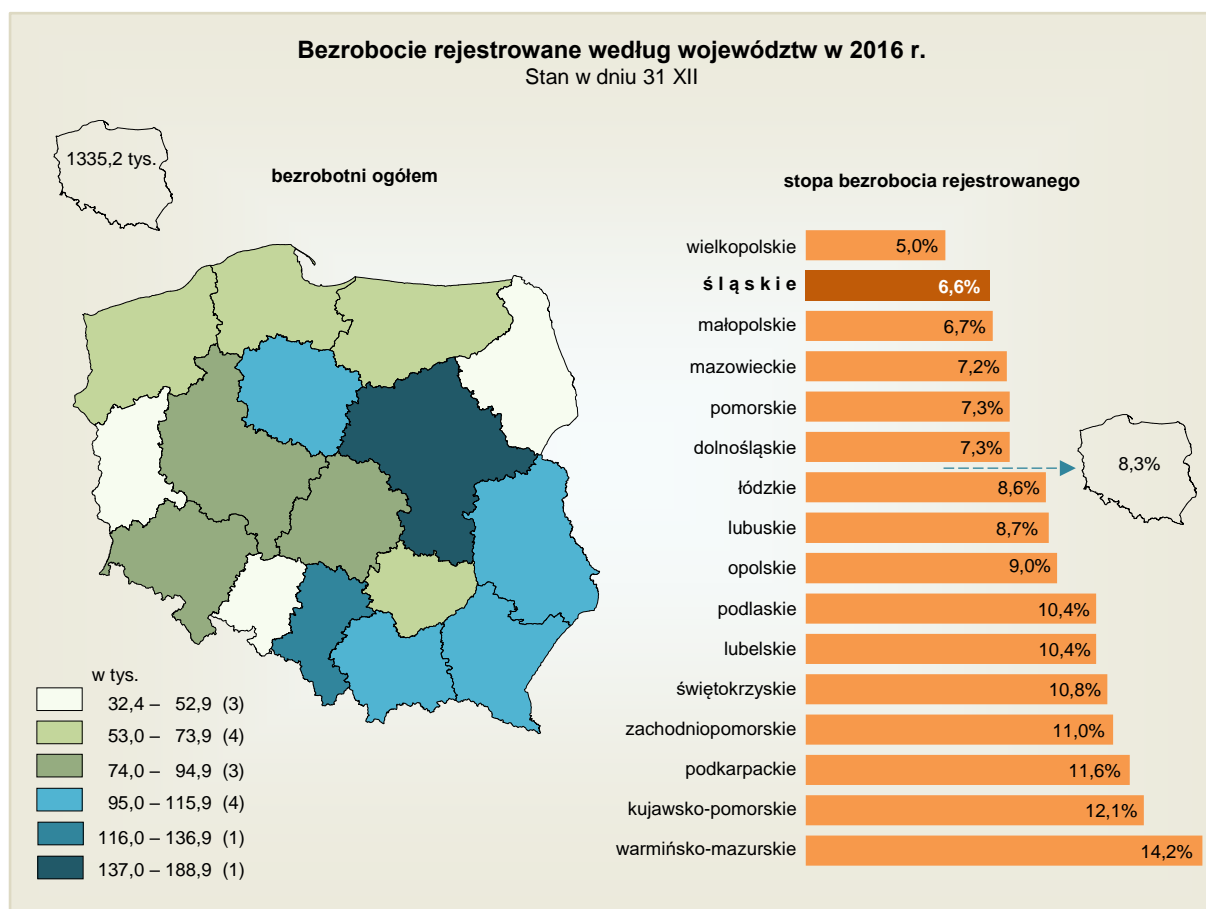 Bezrobocie rejestrowane według województw w 2016 r.
Stan w dniu 31 XII
1335,2 tys.
bezrobotni ogółem
w tys.
32,4 – 52,9 (3)
53,0 – 73,9 (4)
74,0 – 94,9 (3)
95,0 – 115,9 (4)
116,0 – 136,9 (1)
137,0 – 188,9 (1)
stopa bezrobocia rejestrowanego
wielkopolskie 5,0%
ś l ą s k i e 6,6%
małopolskie 6,7%
mazowieckie 7,2%
pomorskie 7,3%
dolnośląskie 7,3%
8,3%
łódzkie 8,6%
lubuskie 8,7%
opolskie 9,0%
podlaskie 10,4%
lubelskie 10,4%
świętokrzyskie 10,8%
zachodniopomorskie 11,0%
podkarpackie 11,6%
kujawsko-pomorskie 12,1%
warmińsko-mazurskie 14,2%